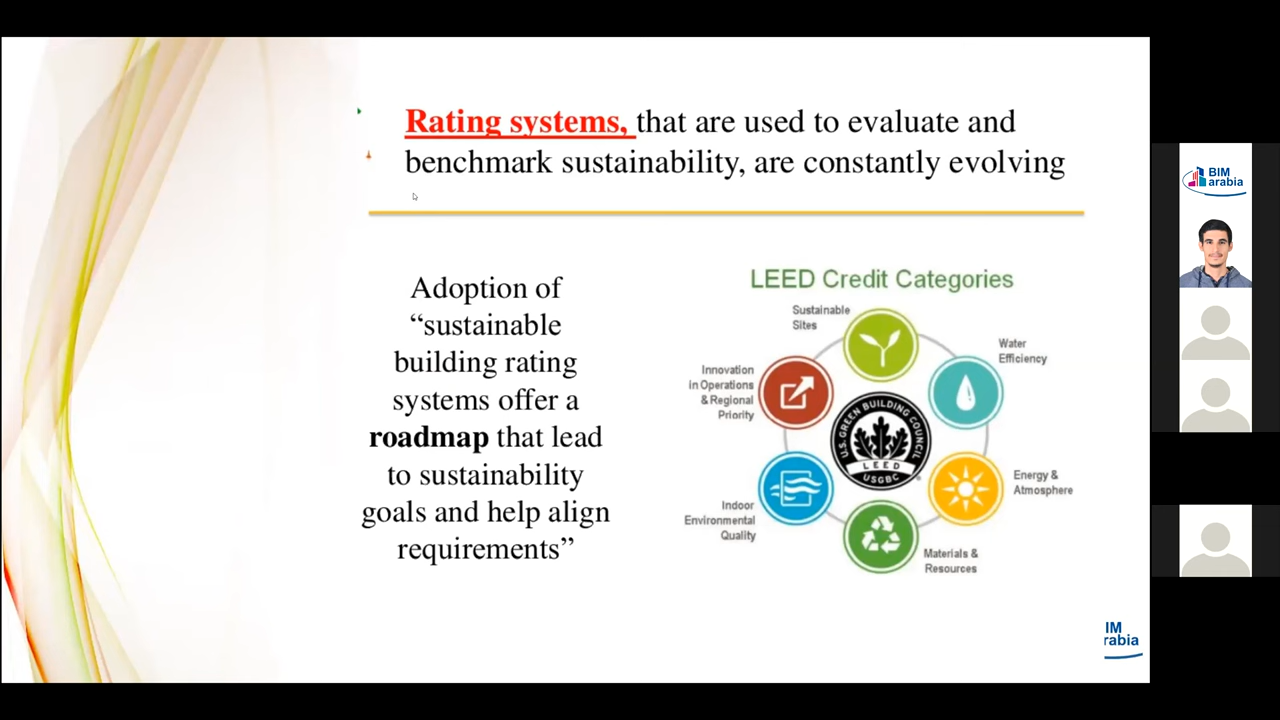 Rating systems, that are used to evaluate and
benchmark sustainability, are constantly evolving
Adoption of
“sustainable
building rating
systems offer a
roadmap that lead
to sustainability
goals and help align
requirements”
LEED Credit Categories
Sustainable
Sites
Water
Efficiency
Energy &
Atmosphere
Materials &
Resources
Indoor
Environmental
Quality
Innovation
in Operations
& Regional
Priority
U.S. GREEN BUILDING COUNCIL
LEED
USGBC
BIM
arabia
IM
rabia